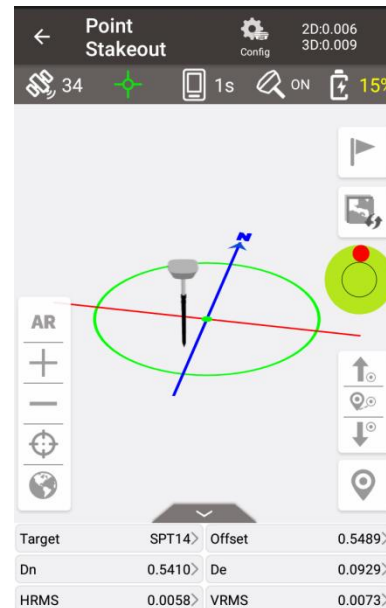 Point
Stakeout
Config
2D:0.006
3D:0.009
34
1s
ON
15%
N
AR
Target
SPT14
Offset
0.5489
Dn
0.5410
De
0.0929
HRMS
0.0058
VRMS
0.0073